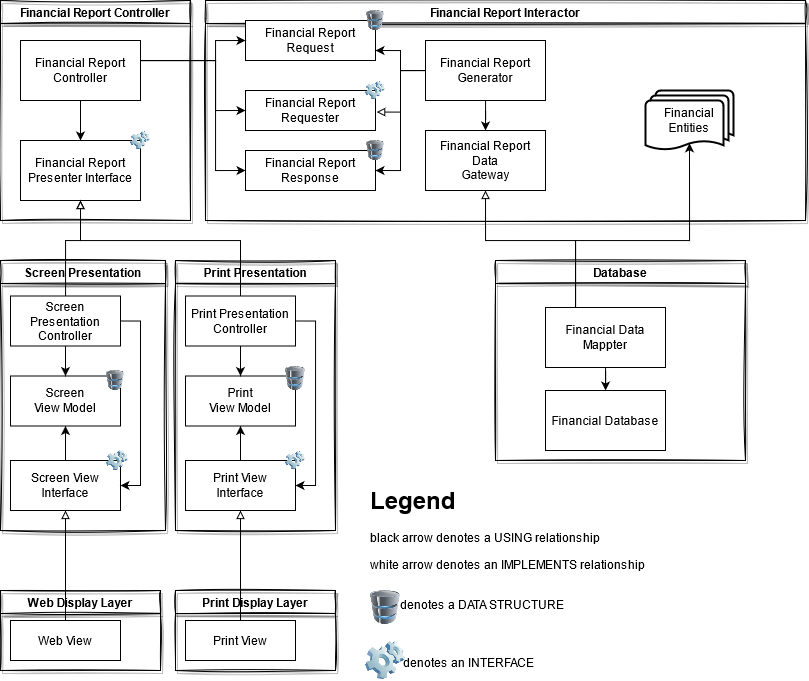 Financial Report Controller
Financial Report Interactor
Financial Report
Controller
Financial Report
Presenter Interface
Financial Report
Request
Financial Report
Requester
Financial Report
Response
Financial Report
Generator
Financial Report
Data
Gateway
Financial
Entities
Screen Presentation
Screen
Presentation
Controller
Screen
View Model
Screen View
Interface
Print Presentation
Print Presentation
Controller
Print
View Model
Print View
Interface
Database
Financial Data
Mappter
Financial Database
Web Display Layer
Web View
Print Display Layer
Print View
Legend
black arrow denotes a USING relationship
white arrow denotes an IMPLEMENTS relationship
denotes a DATA STRUCTURE
denotes an INTERFACE